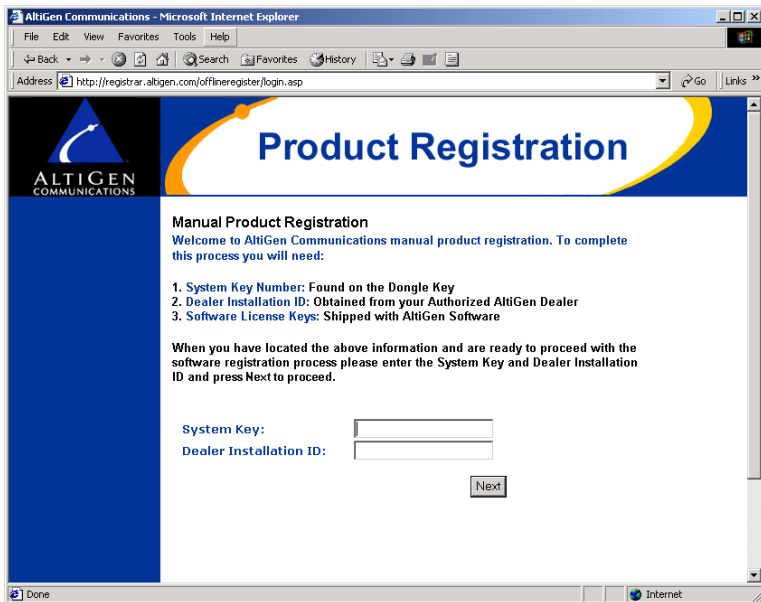 AltiGen Communications - Microsoft Internet Explorer
File Edit View Favorites Tools Help
Back Search Favorites History
Address http://registrar.altigen.com/offlineregister/login.asp Go Links »
ALTIGEN
COMMUNICATIONS
Product Registration
Manual Product Registration
Welcome to AltiGen Communications manual product registration. To complete
this process you will need:
1. System Key Number: Found on the Dongle Key
2. Dealer Installation ID: Obtained from your Authorized AltiGen Dealer
3. Software License Keys: Shipped with AltiGen Software
When you have located the above information and are ready to proceed with the
software registration process please enter the System Key and Dealer Installation
ID and press Next to proceed.
System Key:
Dealer Installation ID:
Next
Done Internet